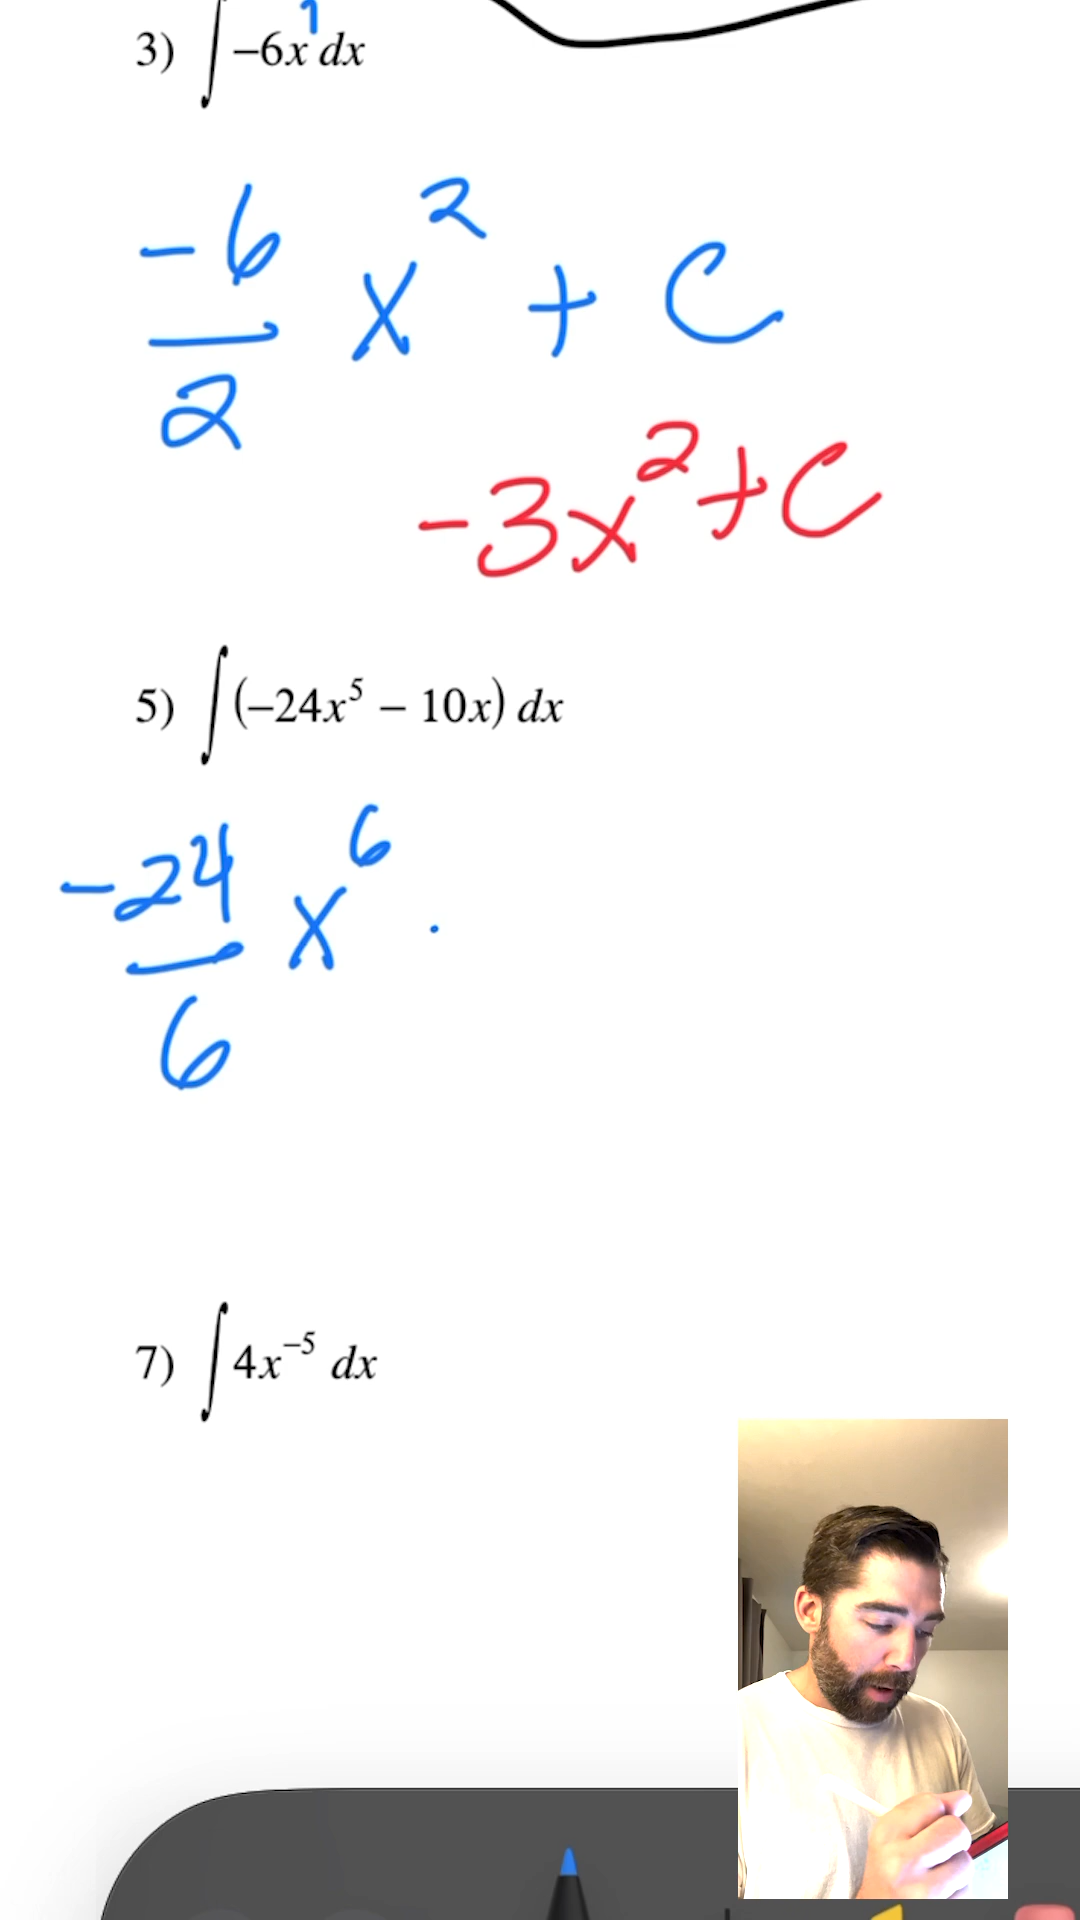 3) ∫ −6x¹ dx
-6/2 x² + C
-3x² + C
5) ∫ (−24x⁵ − 10x) dx
-24/6 x⁶ ·
7) ∫ 4x⁻⁵ dx